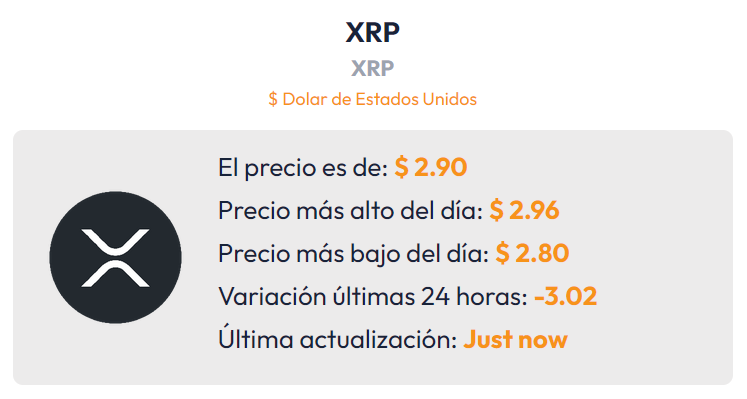 XRP
XRP
$ Dolar de Estados Unidos
El precio es de: $ 2.90
Precio más alto del día: $ 2.96
Precio más bajo del día: $ 2.80
Variación últimas 24 horas: -3.02
Última actualización: Just now